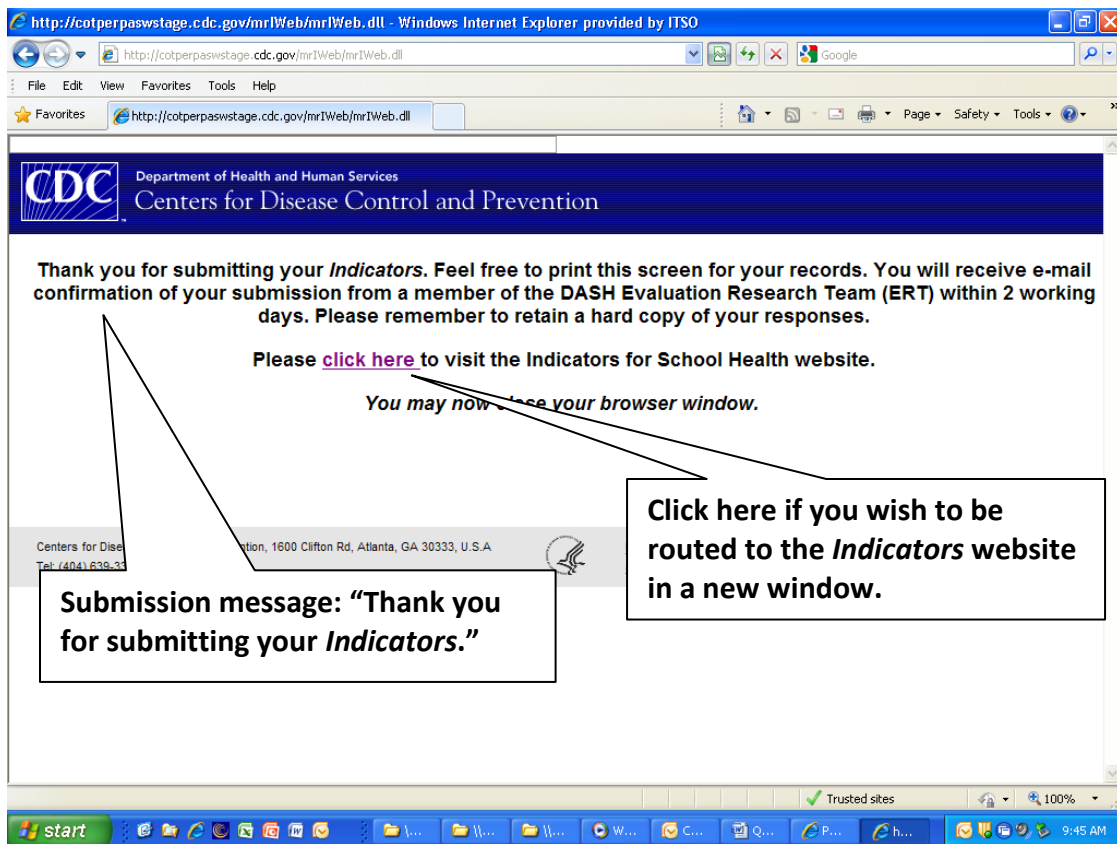 http://cotperpaswstage.cdc.gov/mrIWeb/mrIWeb.dll - Windows Internet Explorer provided by ITSO
http://cotperpaswstage.cdc.gov/mrIWeb/mrIWeb.dll
Google
File Edit View Favorites Tools Help
Favorites http://cotperpaswstage.cdc.gov/mrIWeb/mrIWeb.dll Page Safety Tools
CDC
Department of Health and Human Services
Centers for Disease Control and Prevention
Thank you for submitting your Indicators. Feel free to print this screen for your records. You will receive e-mail
confirmation of your submission from a member of the DASH Evaluation Research Team (ERT) within 2 working
days. Please remember to retain a hard copy of your responses.
Please click here to visit the Indicators for School Health website.
You may now close your browser window.
Click here if you wish to be
routed to the Indicators website
in a new window.
Centers for Dise tion, 1600 Clifton Rd, Atlanta, GA 30333, U.S.A
Tel: (404) 639-33
Submission message: “Thank you
for submitting your Indicators.”
Trusted sites 100%
start \... \\... \\... W... C... Q... P... h... 9:45 AM